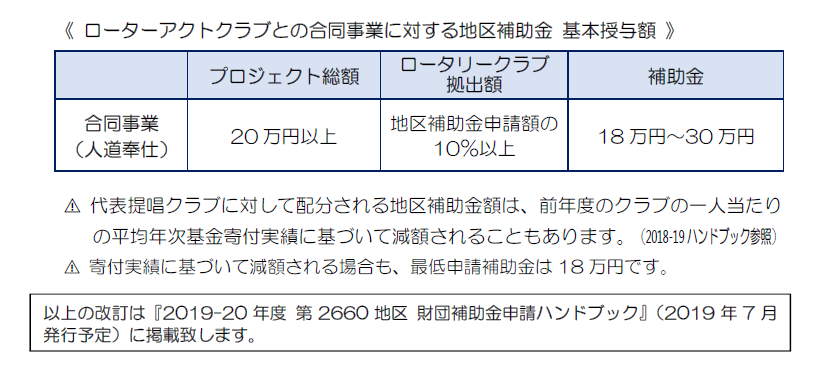 《 ローターアクトクラブとの合同事業に対する地区補助金 基本授与額 》
プロジェクト総額
ロータリークラブ
拠出額
補助金
合同事業
（人道奉仕）
20 万円以上
地区補助金申請額の
10％以上
18 万円～30 万円
⚠ 代表提唱クラブに対して配分される地区補助金額は、前年度のクラブの一人当たり
の平均年次基金寄付実績に基づいて減額されることもあります。（2018-19 ハンドブック参照）
⚠ 寄付実績に基づいて減額される場合も、最低申請補助金は 18 万円です。
以上の改訂は『2019-20 年度 第 2660 地区 財団補助金申請ハンドブック』（2019 年 7 月
発行予定）に掲載致します。